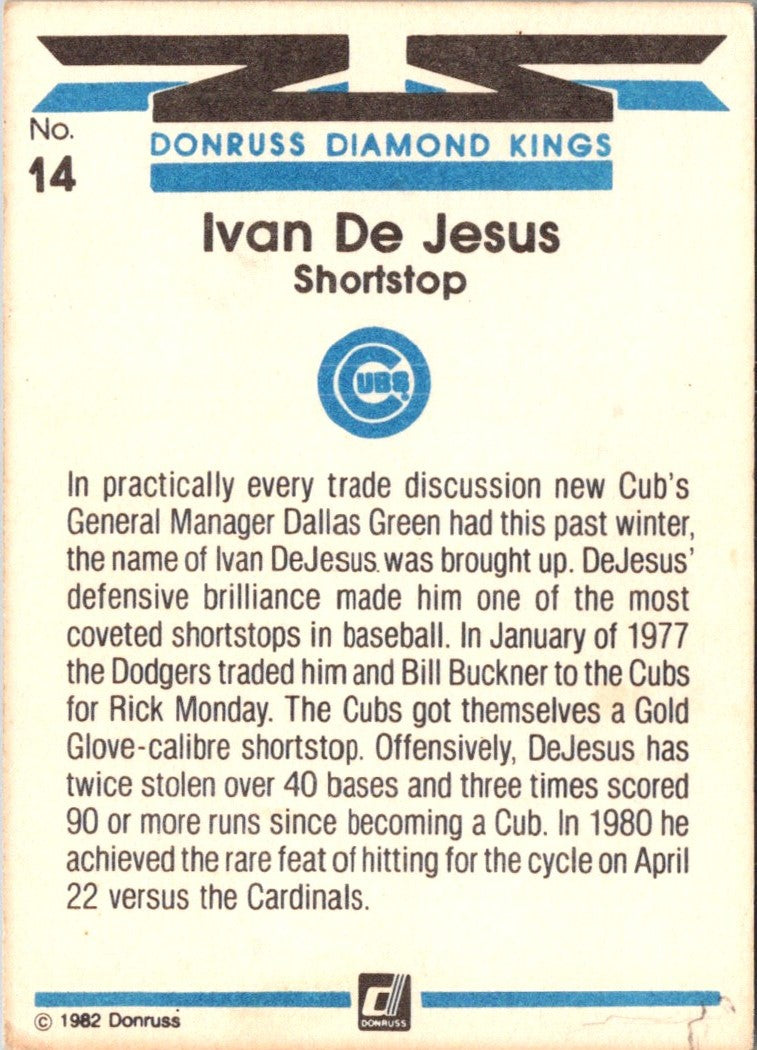 No.
14
DONRUSS DIAMOND KINGS
Ivan De Jesus
Shortstop
CUBS
In practically every trade discussion new Cub's
General Manager Dallas Green had this past winter,
the name of Ivan DeJesus was brought up. DeJesus'
defensive brilliance made him one of the most
coveted shortstops in baseball. In January of 1977
the Dodgers traded him and Bill Buckner to the Cubs
for Rick Monday. The Cubs got themselves a Gold
Glove-calibre shortstop. Offensively, DeJesus has
twice stolen over 40 bases and three times scored
90 or more runs since becoming a Cub. In 1980 he
achieved the rare feat of hitting for the cycle on April
22 versus the Cardinals.
© 1982 Donruss
d
DONRUSS